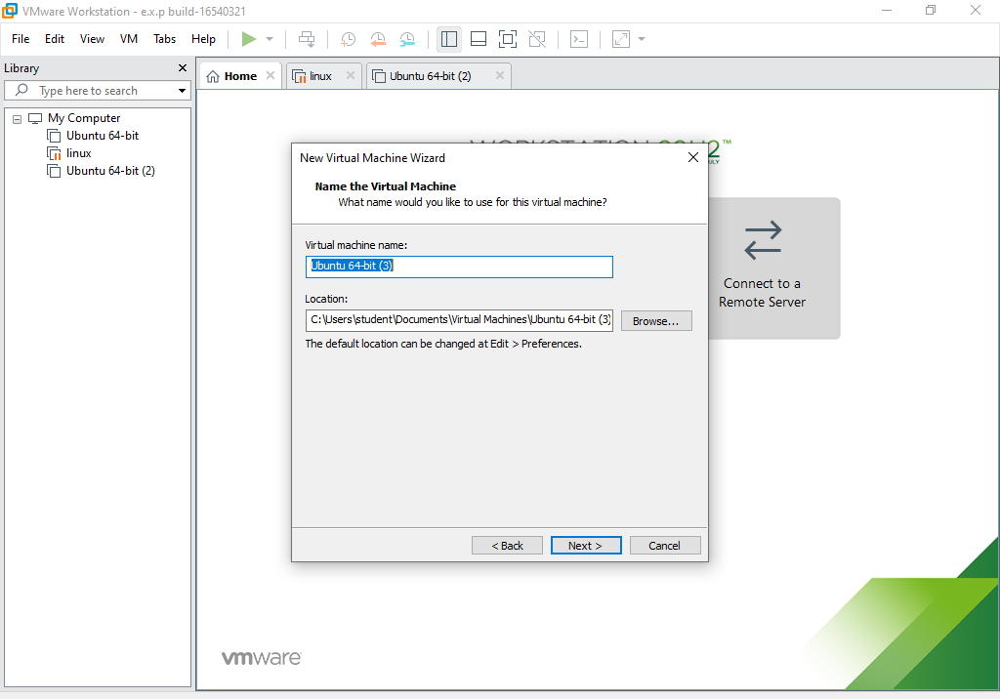 VMware Workstation - e.x.p build-16540321
File Edit View VM Tabs Help
Library
Type here to search
My Computer
Ubuntu 64-bit
linux
Ubuntu 64-bit (2)
Home
linux
Ubuntu 64-bit (2)
New Virtual Machine Wizard
Name the Virtual Machine
What name would you like to use for this virtual machine?
Virtual machine name:
Ubuntu 64-bit (3)
Location:
C:\Users\student\Documents\Virtual Machines\Ubuntu 64-bit (3)
Browse...
The default location can be changed at Edit > Preferences.
< Back
Next >
Cancel
Connect to a
Remote Server
vmware